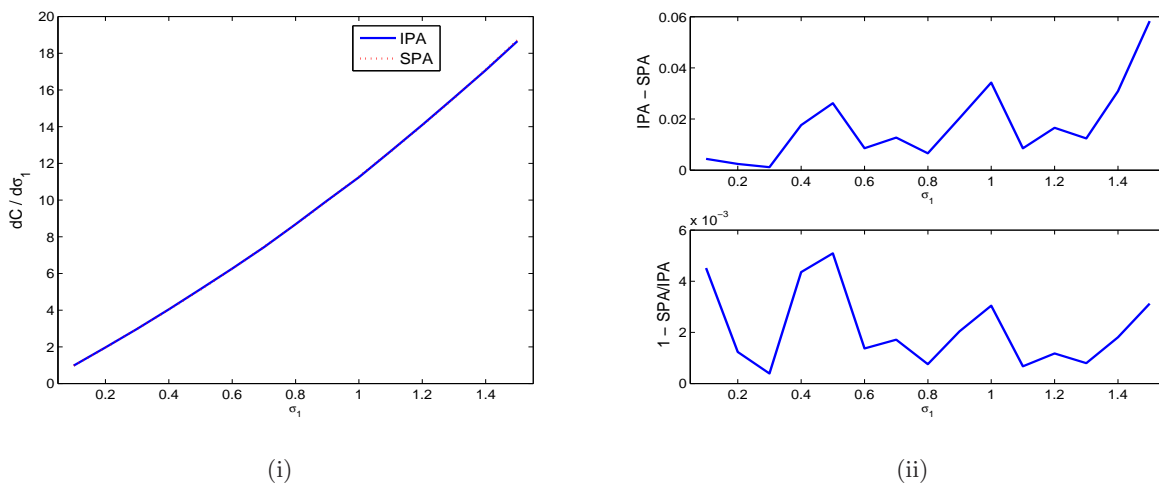 20
18
16
14
12
10
8
6
4
2
0
dC / dσ₁
IPA
SPA
0.2 0.4 0.6 0.8 1 1.2 1.4
σ₁
(i)
0.06
0.04
0.02
0
IPA − SPA
0.2 0.4 0.6 0.8 1 1.2 1.4
σ₁
x 10⁻³
6
4
2
0
1 − SPA/IPA
0.2 0.4 0.6 0.8 1 1.2 1.4
σ₁
(ii)